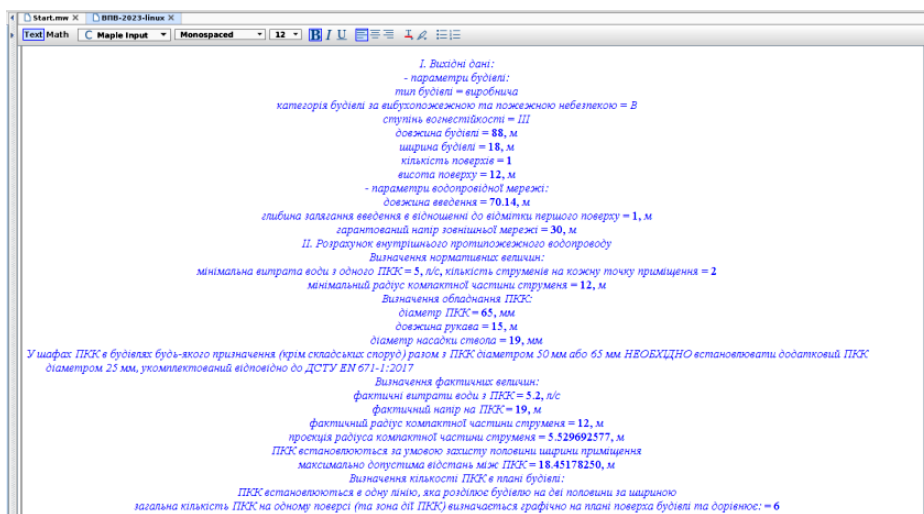 Start.mw X ВПВ-2023-linux X
Text Math C Maple Input Monospaced 12 B I U
I. Вихідні дані:
- параметри будівлі:
тип будівлі = виробнича
категорія будівлі за вибухопожежною та пожежною небезпекою = В
ступінь вогнестійкості = III
довжина будівлі = 88, м
ширина будівлі = 18, м
кількість поверхів = 1
висота поверху = 12, м
- параметри водопровідної мережі:
довжина введення = 70.14, м
глибина залягання введення в відношенні до відмітки першого поверху = 1, м
гарантований напір зовнішньої мережі = 30, м
II. Розрахунок внутрішнього протипожежного водопроводу
Визначення нормативних величин:
мінімальна витрата води з одного ПКК = 5, л/с, кількість струменів на кожну точку приміщення = 2
мінімальний радіус компактної частини струменя = 12, м
Визначення обладнання ПКК:
діаметр ПКК = 65, мм
довжина рукава = 15, м
діаметр насадки ствола = 19, мм
У шафах ПКК в будівлях будь-якого призначення (крім складських споруд) разом з ПКК діаметром 50 мм або 65 мм НЕОБХІДНО встановлювати додатковий ПКК
діаметром 25 мм, укомплектований відповідно до ДСТУ EN 671-1:2017
Визначення фактичних величин:
фактичні витрати води з ПКК = 5.2, л/с
фактичний напір на ПКК = 19, м
фактичний радіус компактної частини струменя = 12, м
проекція радіуса компактної частини струменя = 5.529692577, м
ПКК встановлюються за умовою захисту половини ширини приміщення
максимально допустима відстань між ПКК = 18.45178250, м
Визначення кількості ПКК в плані будівлі:
ПКК встановлюються в одну лінію, яка розділює будівлю на дві половини за шириною
загальна кількість ПКК на одному поверсі (та зона дії ПКК) визначається графічно на плані поверха будівлі та дорівнює: = 6